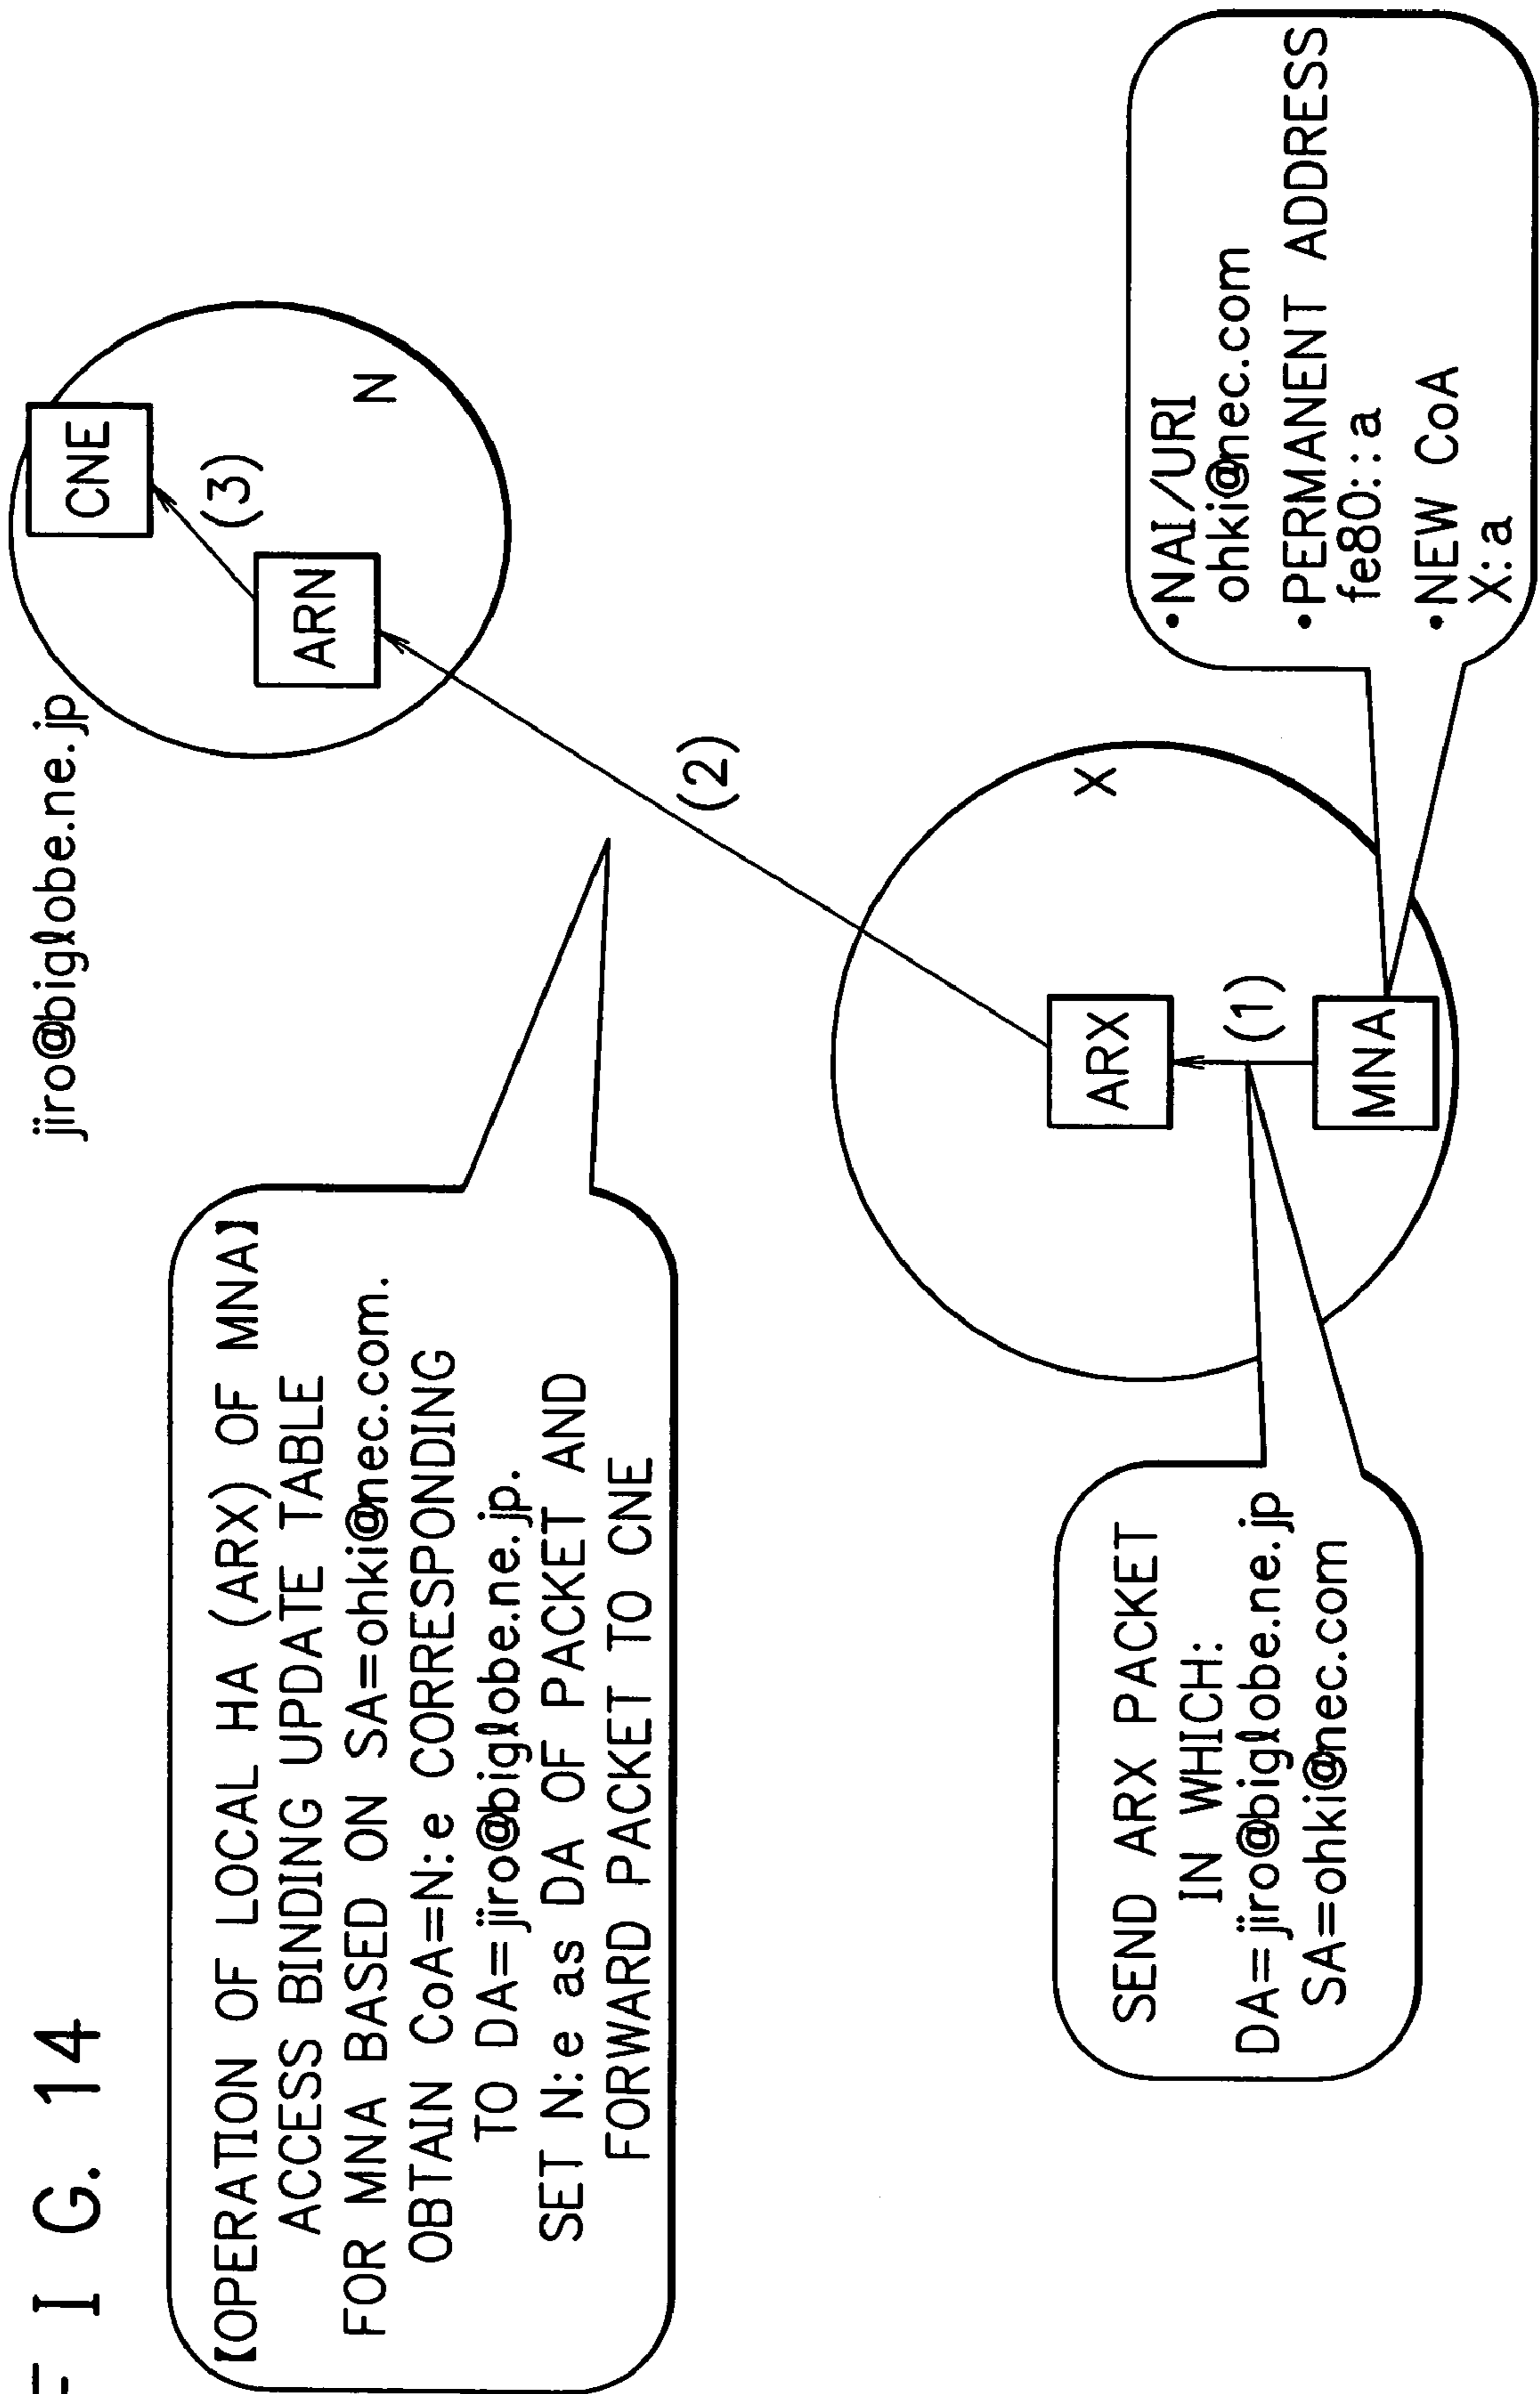 F I G. 14
jiro@biglobe.ne.jp
【OPERATION OF LOCAL HA (ARX) OF MNA】
ACCESS BINDING UPDATE TABLE
FOR MNA BASED ON SA=ohki@nec.com.
OBTAIN CoA=N:e CORRESPONDING
TO DA=jiro@biglobe.ne.jp.
SET N:e as DA OF PACKET AND
FORWARD PACKET TO CNE
CNE
(3)
ARN
N
(2)
X
ARX
(1)
MNA
SEND ARX PACKET
IN WHICH:
DA=jiro@biglobe.ne.jp
SA=ohki@nec.com
•NAI/URI
ohki@nec.com
•PERMANENT ADDRESS
fe80::a
•NEW CoA
X:a